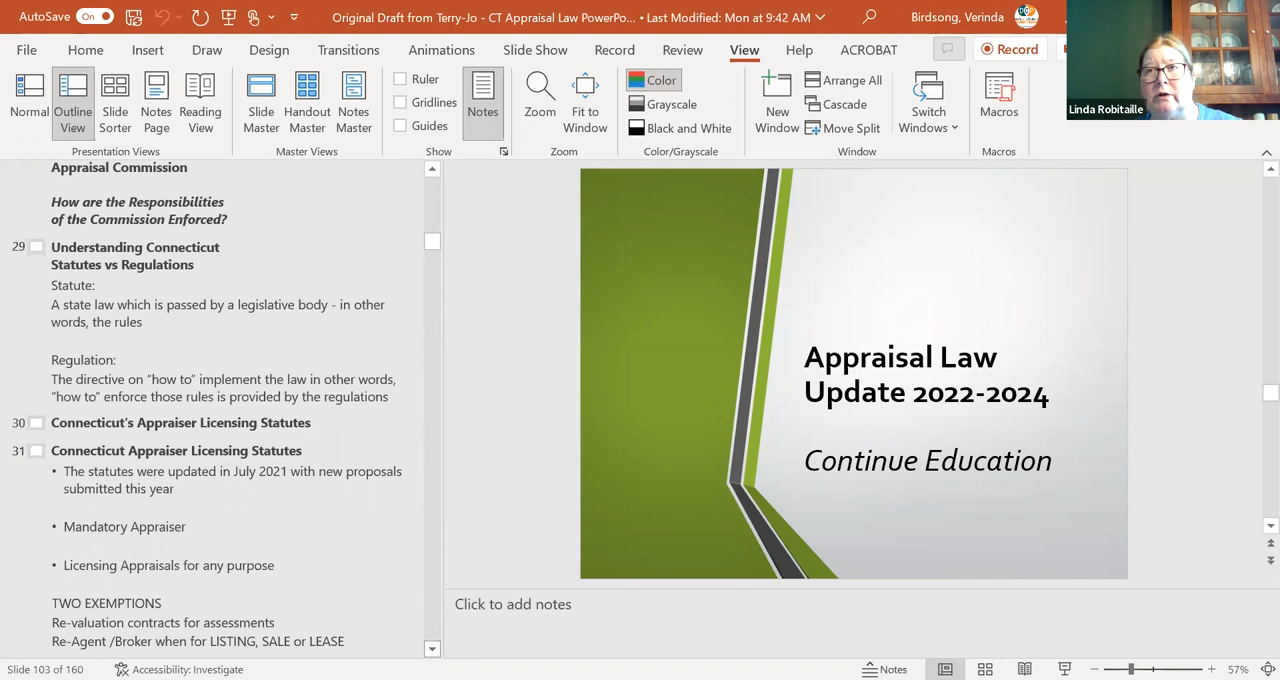 AutoSave On
Original Draft from Terry-Jo - CT Appraisal Law PowerPo... • Last Modified: Mon at 9:42 AM
Birdsong, Verinda
File Home Insert Draw Design Transitions Animations Slide Show Record Review View Help ACROBAT
Record
Normal
Outline View
Slide Sorter
Notes Page
Reading View
Presentation Views
Slide Master
Handout Master
Notes Master
Master Views
Ruler
Gridlines
Guides
Notes
Show
Zoom
Fit to Window
Zoom
Color
Grayscale
Black and White
Color/Grayscale
New Window
Arrange All
Cascade
Move Split
Switch Windows
Window
Macros
Macros
Linda Robitaille
Appraisal Commission
How are the Responsibilities
of the Commission Enforced?
29 Understanding Connecticut
Statutes vs Regulations
Statute:
A state law which is passed by a legislative body - in other
words, the rules
Regulation:
The directive on “how to” implement the law in other words,
“how to” enforce those rules is provided by the regulations
30 Connecticut's Appraiser Licensing Statutes
31 Connecticut Appraiser Licensing Statutes
• The statutes were updated in July 2021 with new proposals
submitted this year
• Mandatory Appraiser
• Licensing Appraisals for any purpose
TWO EXEMPTIONS
Re-valuation contracts for assessments
Re-Agent /Broker when for LISTING, SALE or LEASE
Appraisal Law
Update 2022-2024
Continue Education
Click to add notes
Slide 103 of 160
Accessibility: Investigate
Notes
57%